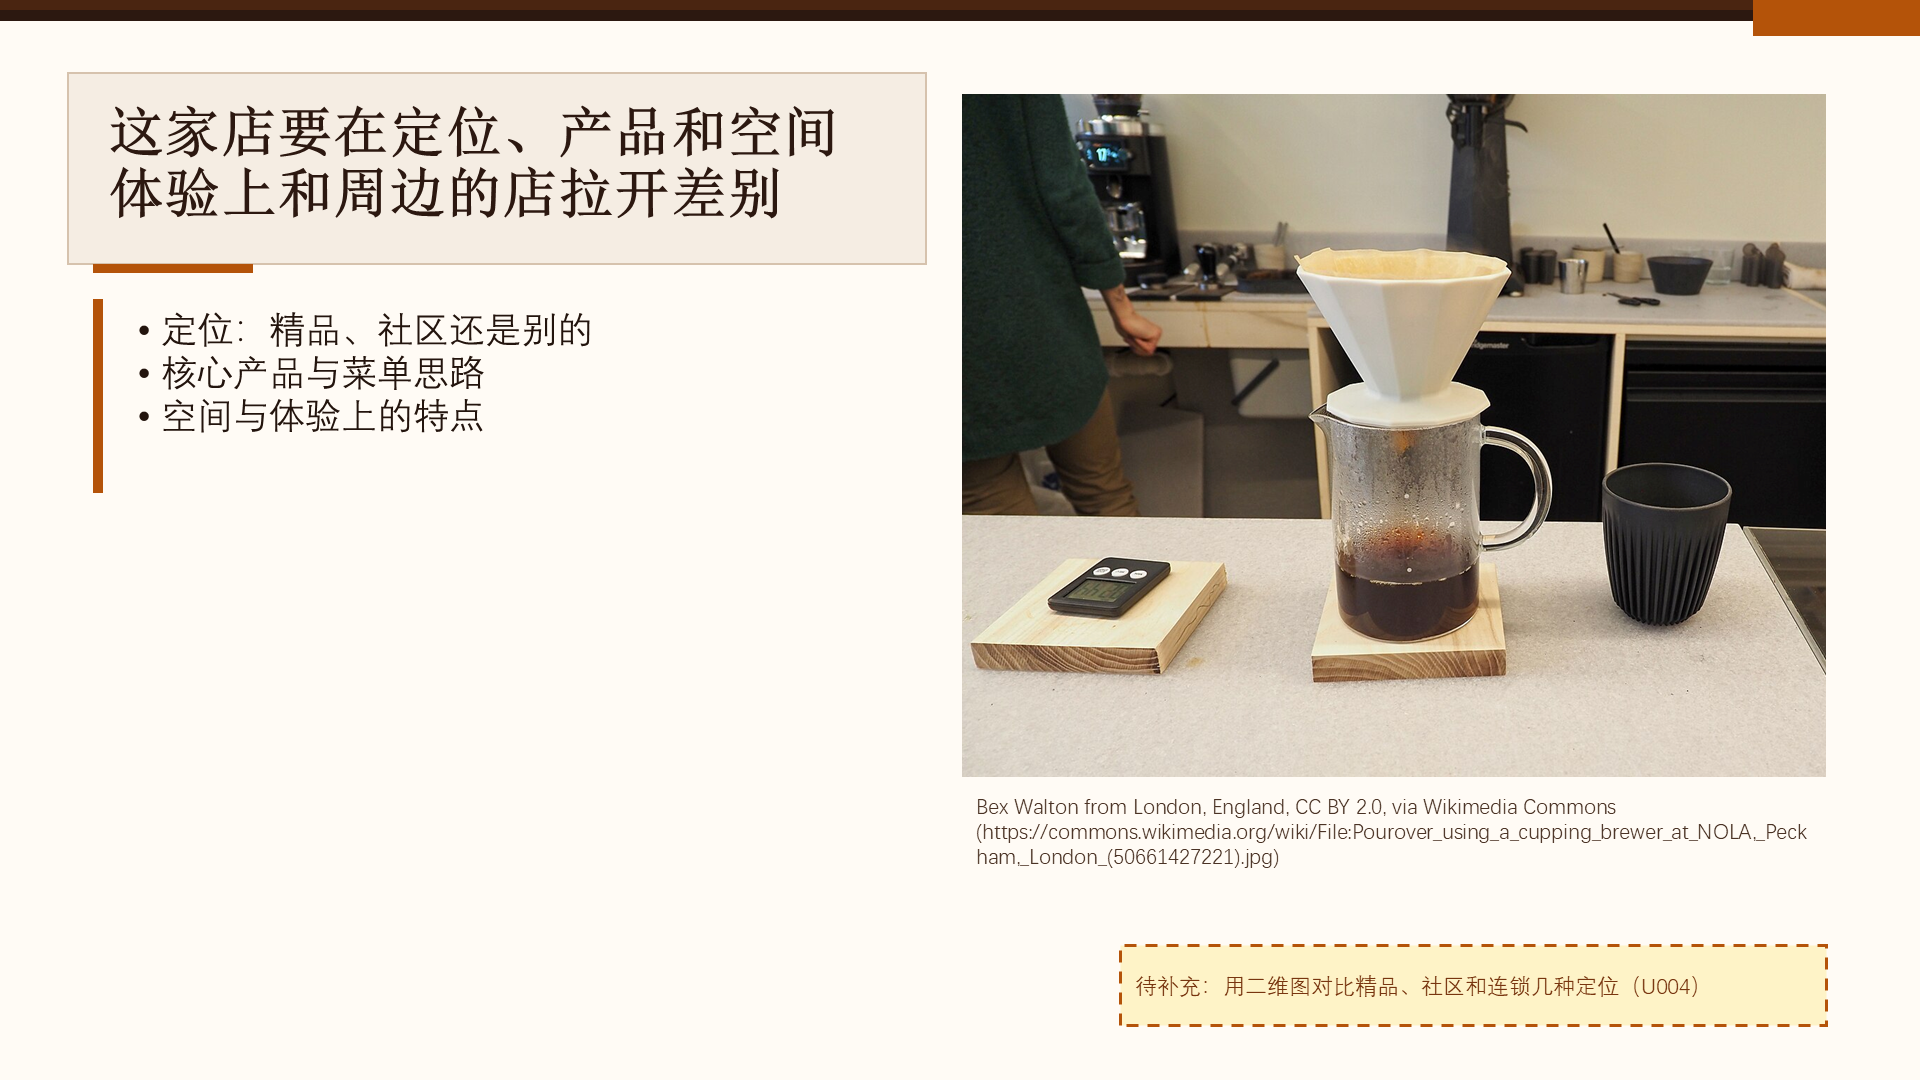 这家店要在定位、产品和空间
体验上和周边的店拉开差别
• 定位：精品、社区还是别的
• 核心产品与菜单思路
• 空间与体验上的特点
Bex Walton from London, England, CC BY 2.0, via Wikimedia Commons
(https://commons.wikimedia.org/wiki/File:Pourover_using_a_cupping_brewer_at_NOLA,_Peck
ham,_London_(50661427221).jpg)
待补充：用二维图对比精品、社区和连锁几种定位（U004）